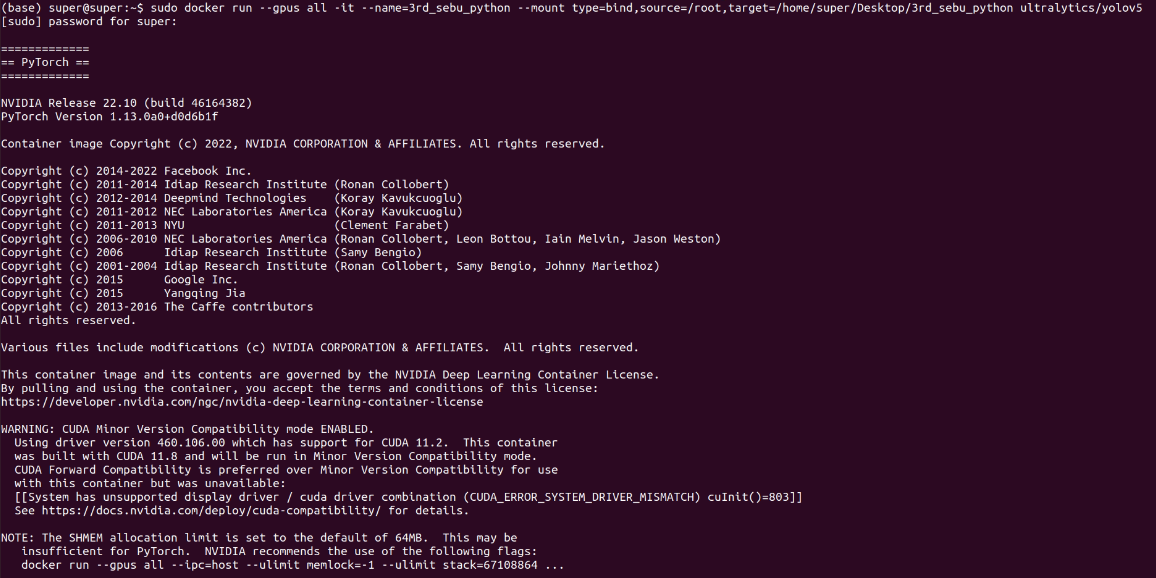 (base) super@super:~$ sudo docker run --gpus all -it --name=3rd_sebu_python --mount type=bind,source=/root,target=/home/super/Desktop/3rd_sebu_python ultralytics/yolov5
[sudo] password for super:
=============
== PyTorch ==
=============
NVIDIA Release 22.10 (build 46164382)
PyTorch Version 1.13.0a0+d0d6b1f
Container image Copyright (c) 2022, NVIDIA CORPORATION & AFFILIATES. All rights reserved.
Copyright (c) 2014-2022 Facebook Inc.
Copyright (c) 2011-2014 Idiap Research Institute (Ronan Collobert)
Copyright (c) 2012-2014 Deepmind Technologies    (Koray Kavukcuoglu)
Copyright (c) 2011-2012 NEC Laboratories America (Koray Kavukcuoglu)
Copyright (c) 2011-2013 NYU                      (Clement Farabet)
Copyright (c) 2006-2010 NEC Laboratories America (Ronan Collobert, Leon Bottou, Iain Melvin, Jason Weston)
Copyright (c) 2006      Idiap Research Institute (Samy Bengio)
Copyright (c) 2001-2004 Idiap Research Institute (Ronan Collobert, Samy Bengio, Johnny Mariethoz)
Copyright (c) 2015      Google Inc.
Copyright (c) 2015      Yangqing Jia
Copyright (c) 2013-2016 The Caffe contributors
All rights reserved.
Various files include modifications (c) NVIDIA CORPORATION & AFFILIATES.  All rights reserved.
This container image and its contents are governed by the NVIDIA Deep Learning Container License.
By pulling and using the container, you accept the terms and conditions of this license:
https://developer.nvidia.com/ngc/nvidia-deep-learning-container-license
WARNING: CUDA Minor Version Compatibility mode ENABLED.
  Using driver version 460.106.00 which has support for CUDA 11.2.  This container
  was built with CUDA 11.8 and will be run in Minor Version Compatibility mode.
  CUDA Forward Compatibility is preferred over Minor Version Compatibility for use
  with this container but was unavailable:
  [[System has unsupported display driver / cuda driver combination (CUDA_ERROR_SYSTEM_DRIVER_MISMATCH) cuInit()=803]]
  See https://docs.nvidia.com/deploy/cuda-compatibility/ for details.
NOTE: The SHMEM allocation limit is set to the default of 64MB.  This may be
   insufficient for PyTorch.  NVIDIA recommends the use of the following flags:
   docker run --gpus all --ipc=host --ulimit memlock=-1 --ulimit stack=67108864 ...